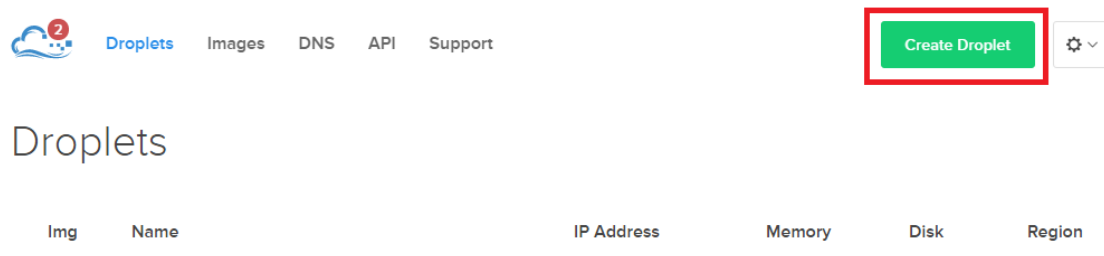 2
Droplets Images DNS API Support Create Droplet
Droplets
Img Name IP Address Memory Disk Region